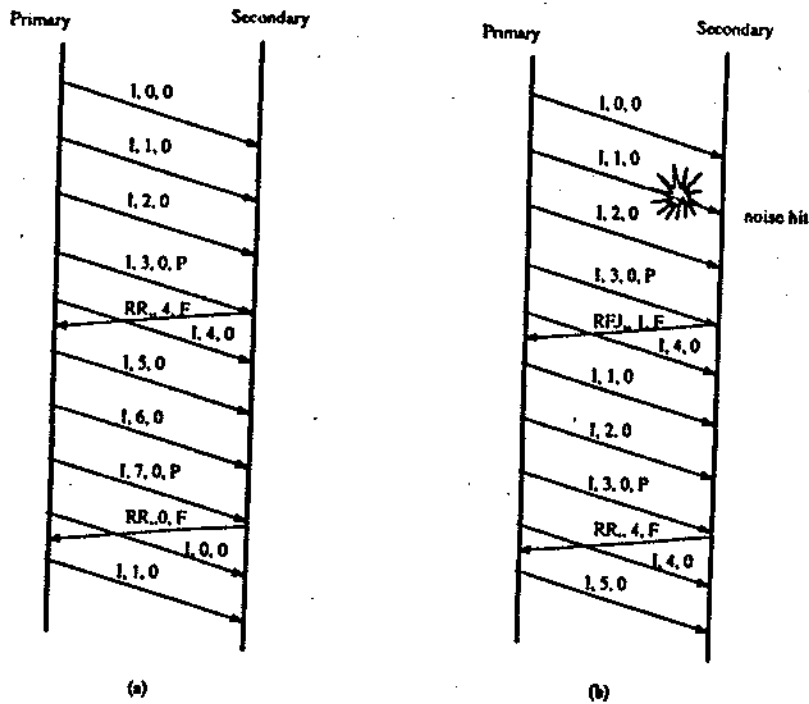 Primary
Secondary
I, 0, 0
I, 1, 0
I, 2, 0
I, 3, 0, P
RR,, 4, F
I, 4, 0
I, 5, 0
I, 6, 0
I, 7, 0, P
RR,,0, F
I, 0, 0
I, 1, 0
(a)
Primary
Secondary
I, 0, 0
I, 1, 0
noise hit
I, 2, 0
I, 3, 0, P
REJ,, 1, F
I, 4, 0
I, 1, 0
I, 2, 0
I, 3, 0, P
RR,, 4, F
I, 4, 0
I, 5, 0
(b)